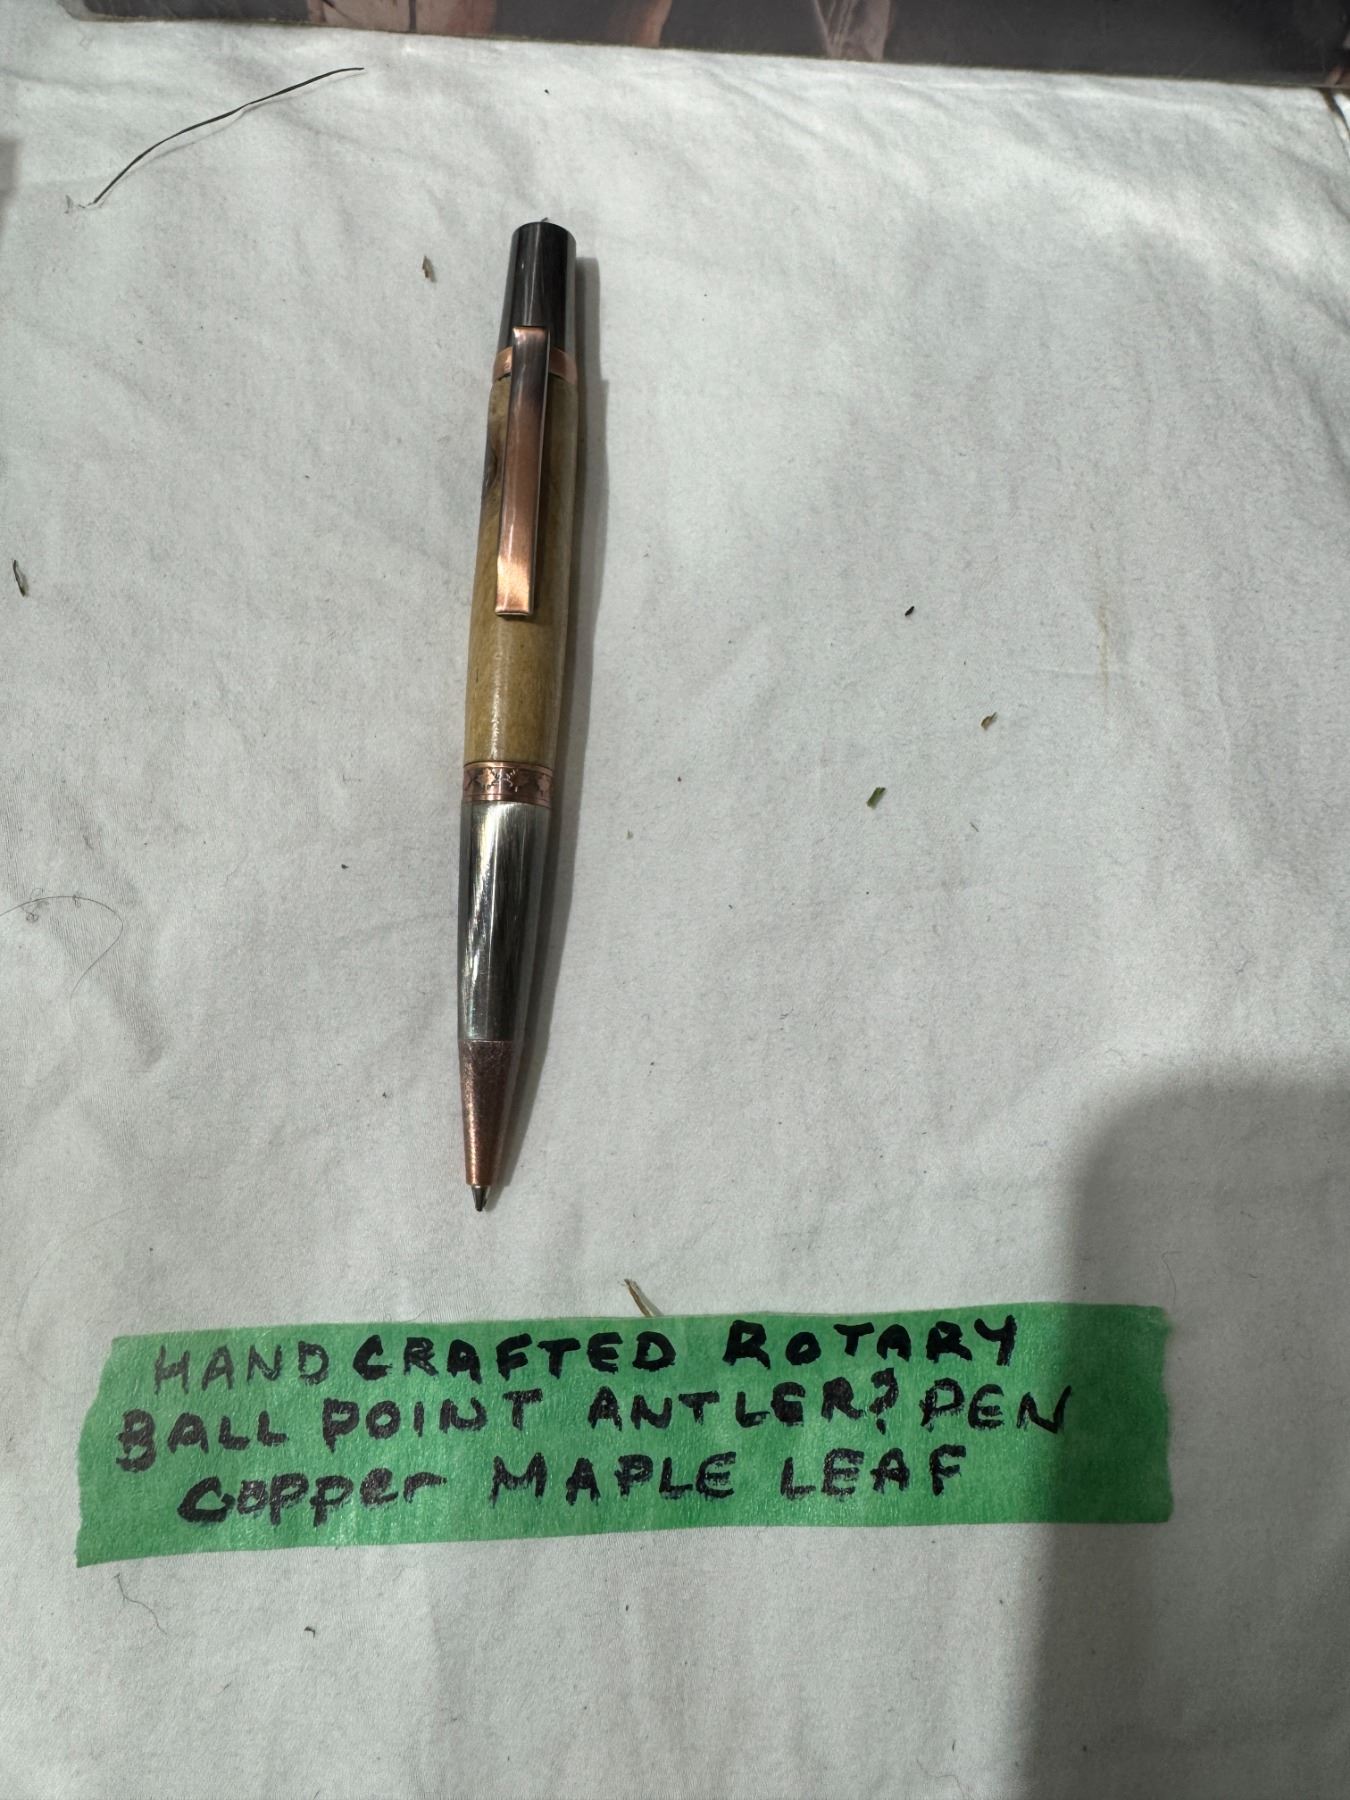 HANDCRAFTED ROTARY
BALL POINT ANTLER? PEN
Copper MAPLE LEAF